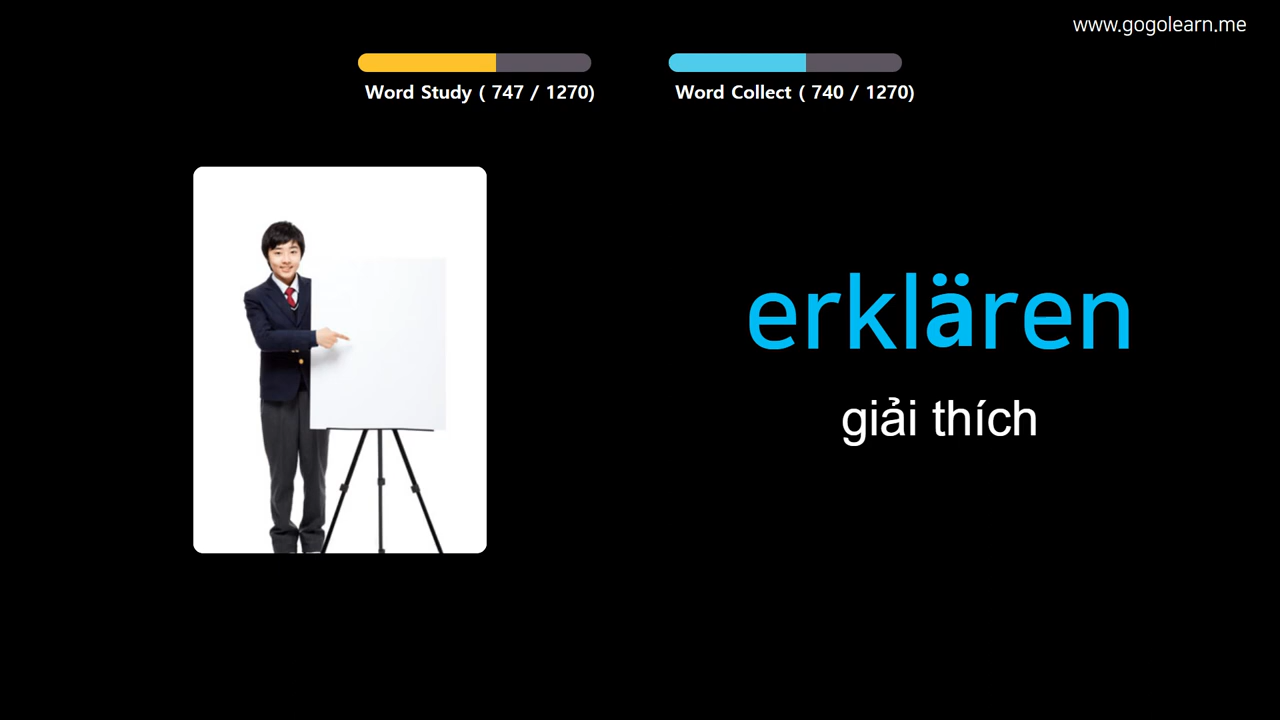 www.gogolearn.me
Word Study ( 747 / 1270)
Word Collect ( 740 / 1270)
erklären
giải thích